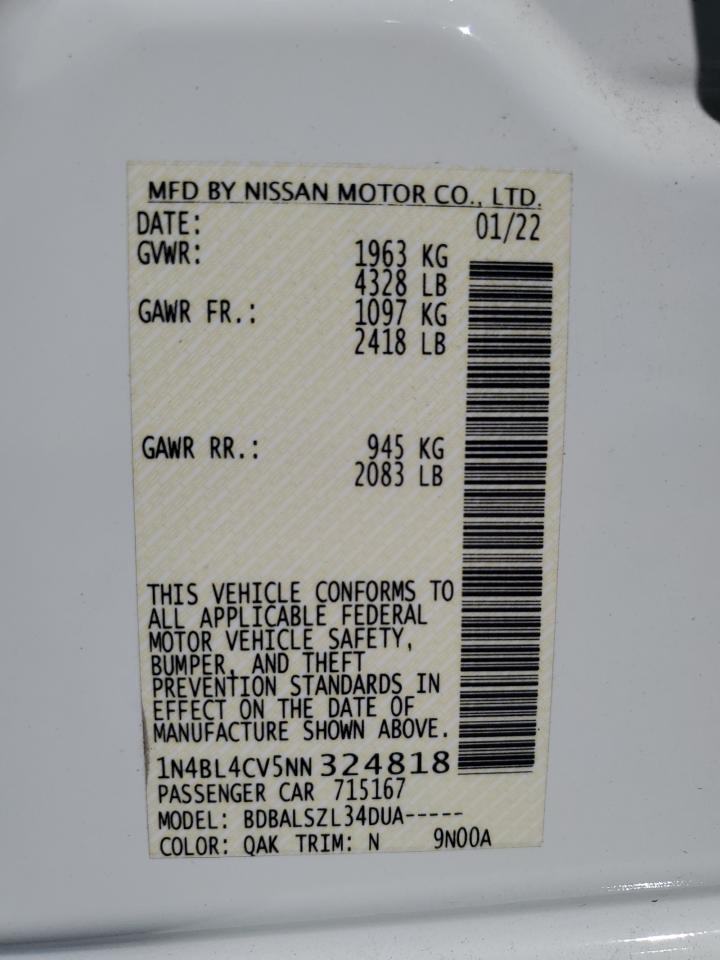 MFD BY NISSAN MOTOR CO., LTD.
DATE: 01/22
GVWR: 1963 KG
4328 LB
GAWR FR.: 1097 KG
2418 LB
GAWR RR.: 945 KG
2083 LB
THIS VEHICLE CONFORMS TO
ALL APPLICABLE FEDERAL
MOTOR VEHICLE SAFETY,
BUMPER, AND THEFT
PREVENTION STANDARDS IN
EFFECT ON THE DATE OF
MANUFACTURE SHOWN ABOVE.
1N4BL4CV5NN 324818
PASSENGER CAR 715167
MODEL: BDBALSZL34DUA-----
COLOR: QAK TRIM: N 9N00A